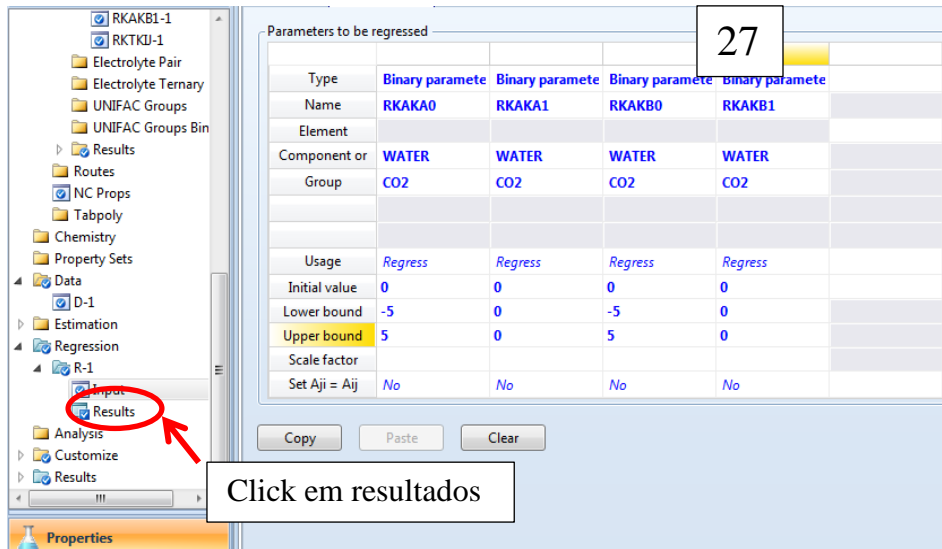 RKAKB1-1
RKTKIJ-1
Electrolyte Pair
Electrolyte Ternary
UNIFAC Groups
UNIFAC Groups Bin
Results
Routes
NC Props
Tabpoly
Chemistry
Property Sets
Data
D-1
Estimation
Regression
R-1
Input
Results
Analysis
Customize
Results
Properties
Parameters to be regressed
27
Type Binary paramete Binary paramete Binary paramete Binary paramete
Name RKAKA0 RKAKA1 RKAKB0 RKAKB1
Element
Component or WATER WATER WATER WATER
Group CO2 CO2 CO2 CO2
Usage Regress Regress Regress Regress
Initial value 0 0 0 0
Lower bound -5 0 -5 0
Upper bound 5 0 5 0
Scale factor
Set Aji = Aij No No No No
Copy Paste Clear
Click em resultados